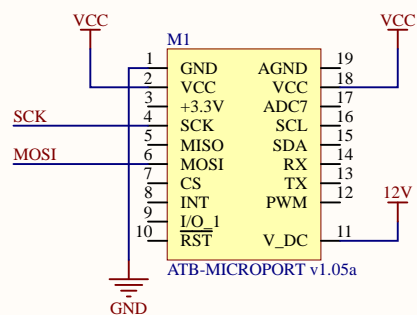 VCC M1 VCC
1 GND AGND 19
2 VCC VCC 18
3 +3.3V ADC7 17
SCK 4 SCK SCL 16
5 MISO SDA 15
MOSI 6 MOSI RX 14
7 CS TX 13
8 INT PWM 12 12V
9 I/O_1
10 RST V_DC 11
ATB-MICROPORT v1.05a
GND